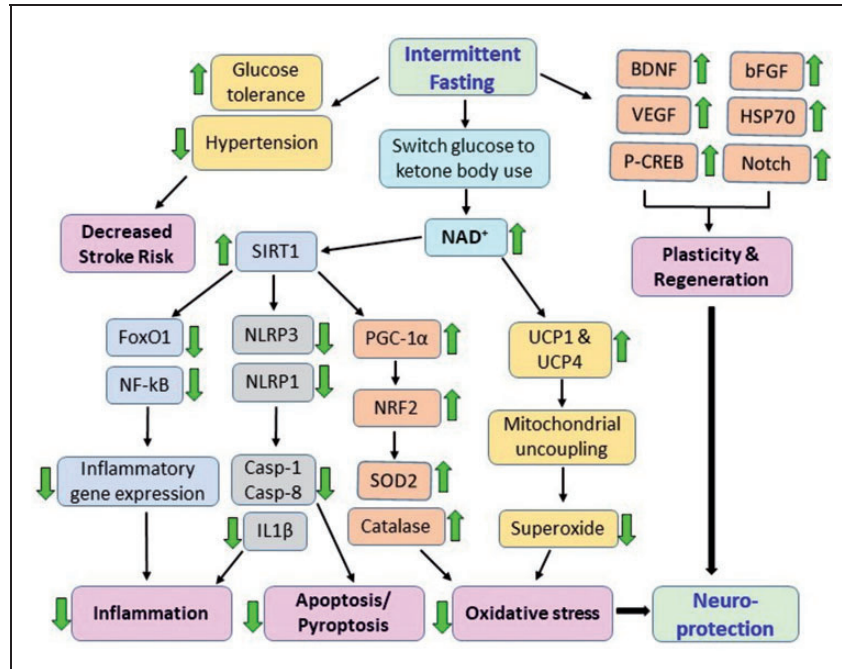 Intermittent
Fasting
Glucose
tolerance
Hypertension
Decreased
Stroke Risk
Switch glucose to
ketone body use
NAD⁺
BDNF
bFGF
VEGF
HSP70
P-CREB
Notch
Plasticity &
Regeneration
SIRT1
FoxO1
NF-kB
NLRP3
NLRP1
PGC-1α
NRF2
SOD2
Catalase
UCP1 &
UCP4
Mitochondrial
uncoupling
Superoxide
Inflammatory
gene expression
Casp-1
Casp-8
IL1β
Inflammation
Apoptosis/
Pyroptosis
Oxidative stress
Neuro-
protection